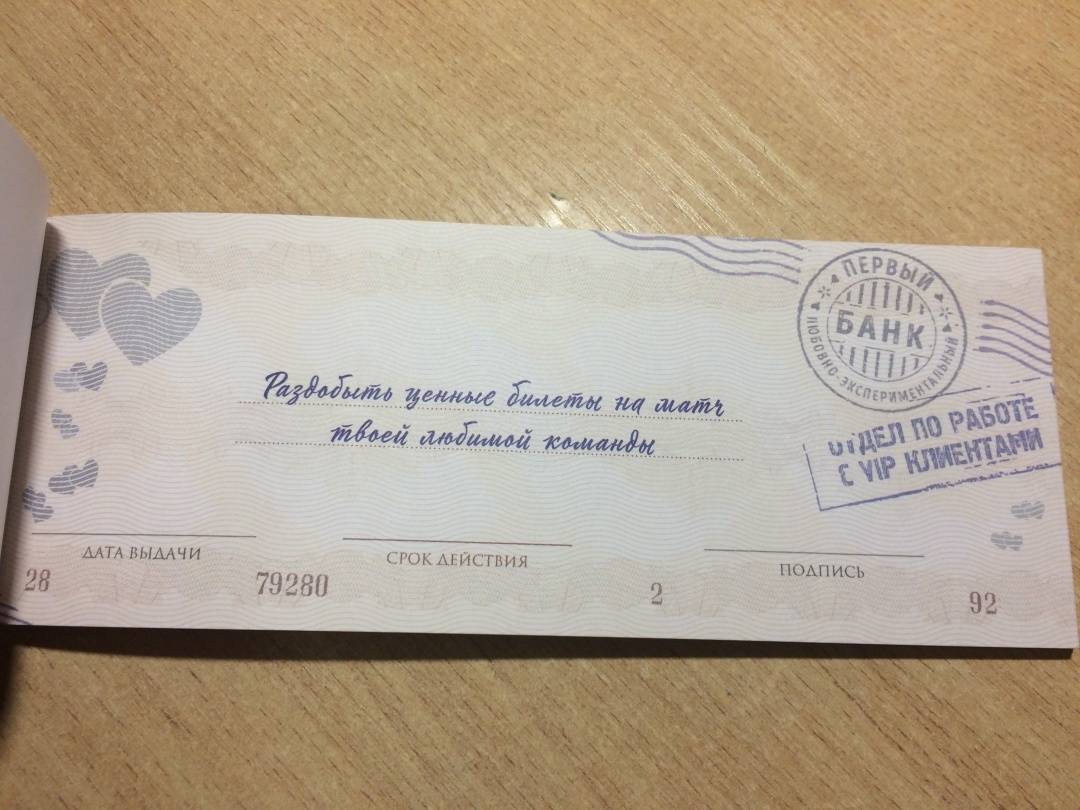 ПЕРВЫЙ
БАНК
ЛЮБОВНО-ЭКСПЕРИМЕНТАЛЬНЫЙ
Раздобыть ценные билеты на матч
твоей любимой команды
ОТДЕЛ ПО РАБОТЕ
С VIP КЛИЕНТАМИ
ДАТА ВЫДАЧИ
СРОК ДЕЙСТВИЯ
ПОДПИСЬ
28 79280 2 92